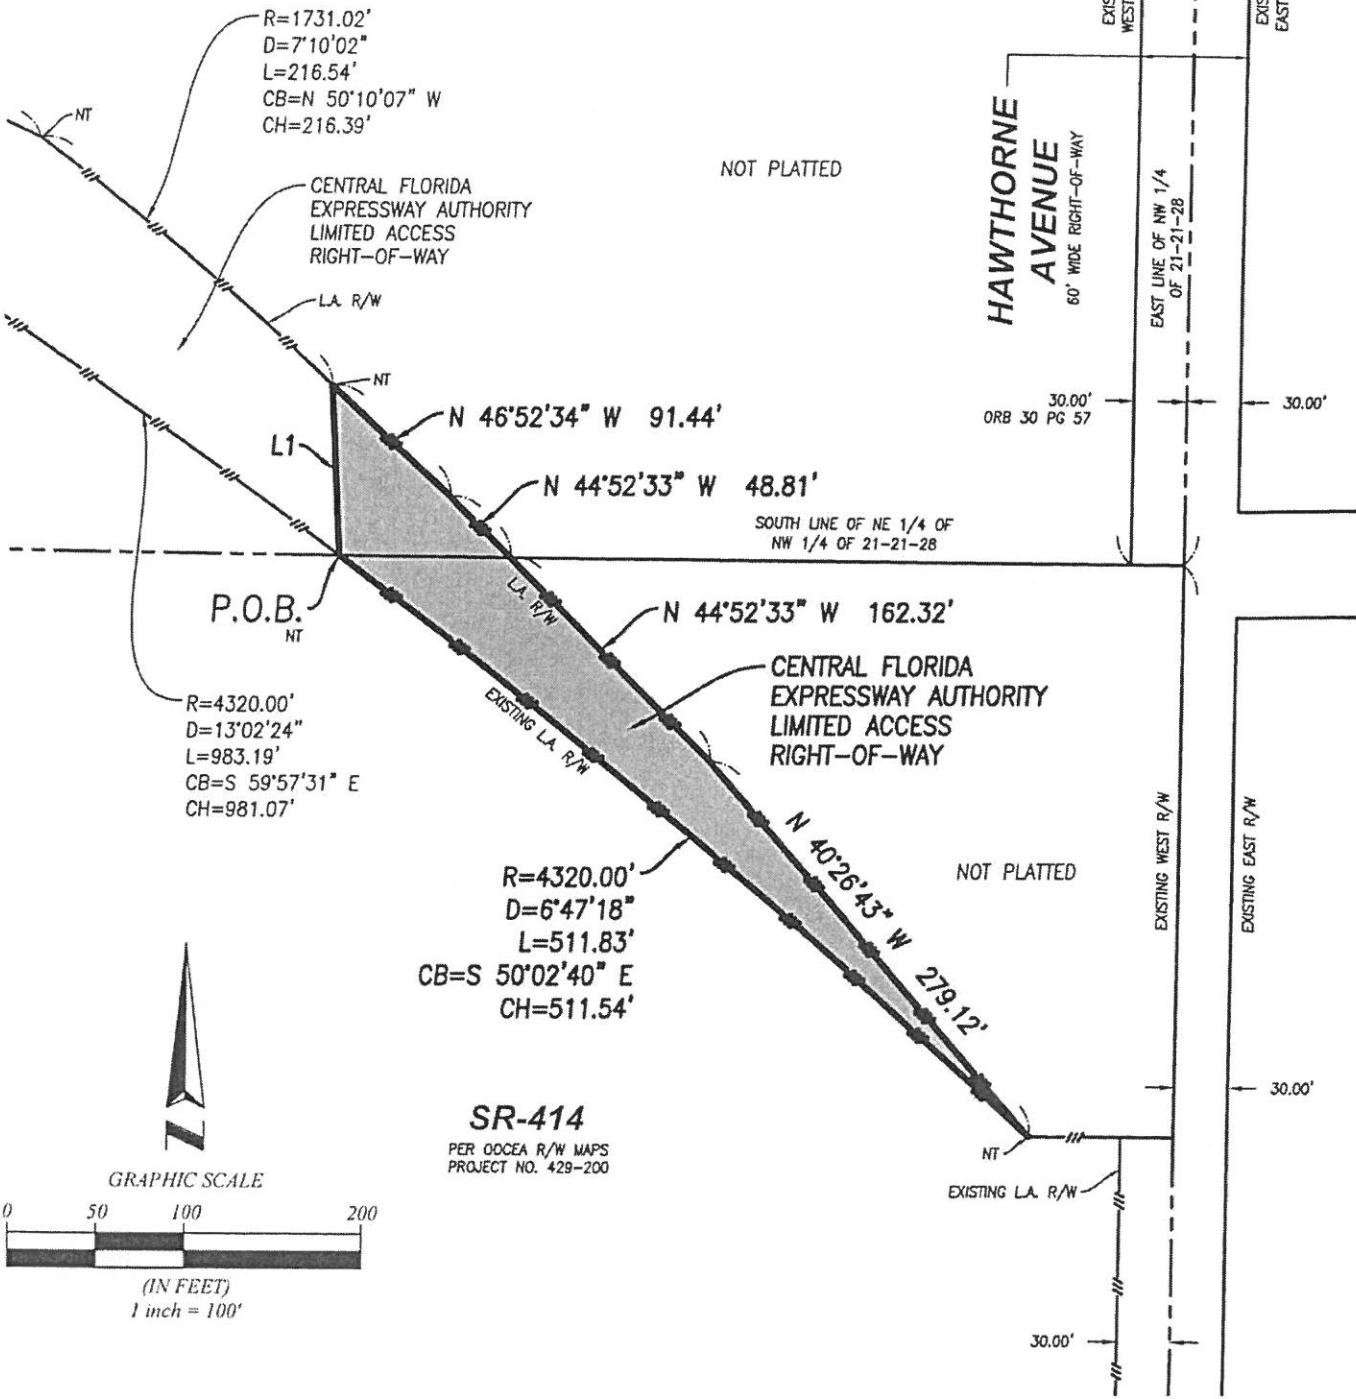 R=1731.02'
D=7°10'02"
L=216.54'
CB=N 50°10'07" W
CH=216.39'
NT
CENTRAL FLORIDA
EXPRESSWAY AUTHORITY
LIMITED ACCESS
RIGHT-OF-WAY
L.A. R/W
NT
NOT PLATTED
HAWTHORNE
AVENUE
60' WIDE RIGHT-OF-WAY
EAST LINE OF NW 1/4
OF 21-21-28
WEST
EAST
30.00'
ORB 30 PG 57
30.00'
N 46°52'34" W 91.44'
L1
N 44°52'33" W 48.81'
SOUTH LINE OF NE 1/4 OF
NW 1/4 OF 21-21-28
P.O.B.
NT
L.A. R/W
N 44°52'33" W 162.32'
CENTRAL FLORIDA
EXPRESSWAY AUTHORITY
LIMITED ACCESS
RIGHT-OF-WAY
R=4320.00'
D=13°02'24"
L=983.19'
CB=S 59°57'31" E
CH=981.07'
EXISTING L.A. R/W
N 40°26'43" W 279.12'
NOT PLATTED
EXISTING WEST R/W
EXISTING EAST R/W
R=4320.00'
D=6°47'18"
L=511.83'
CB=S 50°02'40" E
CH=511.54'
30.00'
N
SR-414
PER OOCEA R/W MAPS
PROJECT NO. 429-200
NT
EXISTING L.A. R/W
GRAPHIC SCALE
0 50 100 200
(IN FEET)
1 inch = 100'
30.00'